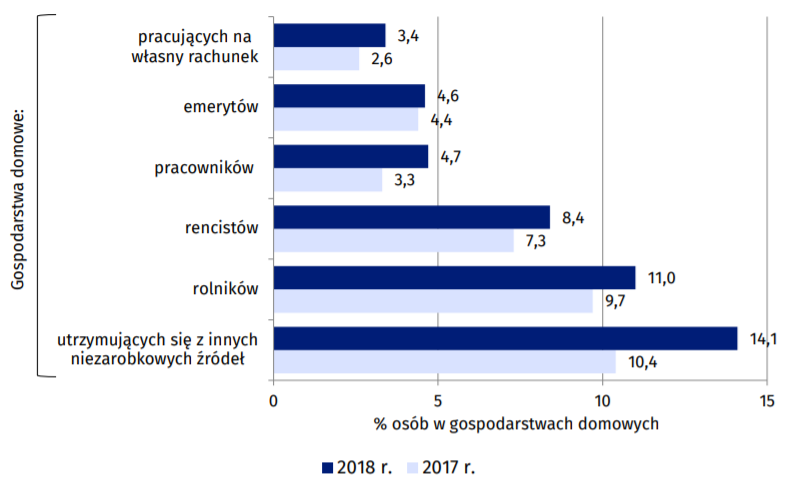 Gospodarstwa domowe:
pracujących na
własny rachunek
3,4
2,6
emerytów
4,6
4,4
pracowników
4,7
3,3
rencistów
8,4
7,3
rolników
11,0
9,7
utrzymujących się z innych
niezarobkowych źródeł
14,1
10,4
0 5 10 15
% osób w gospodarstwach domowych
2018 r. 2017 r.